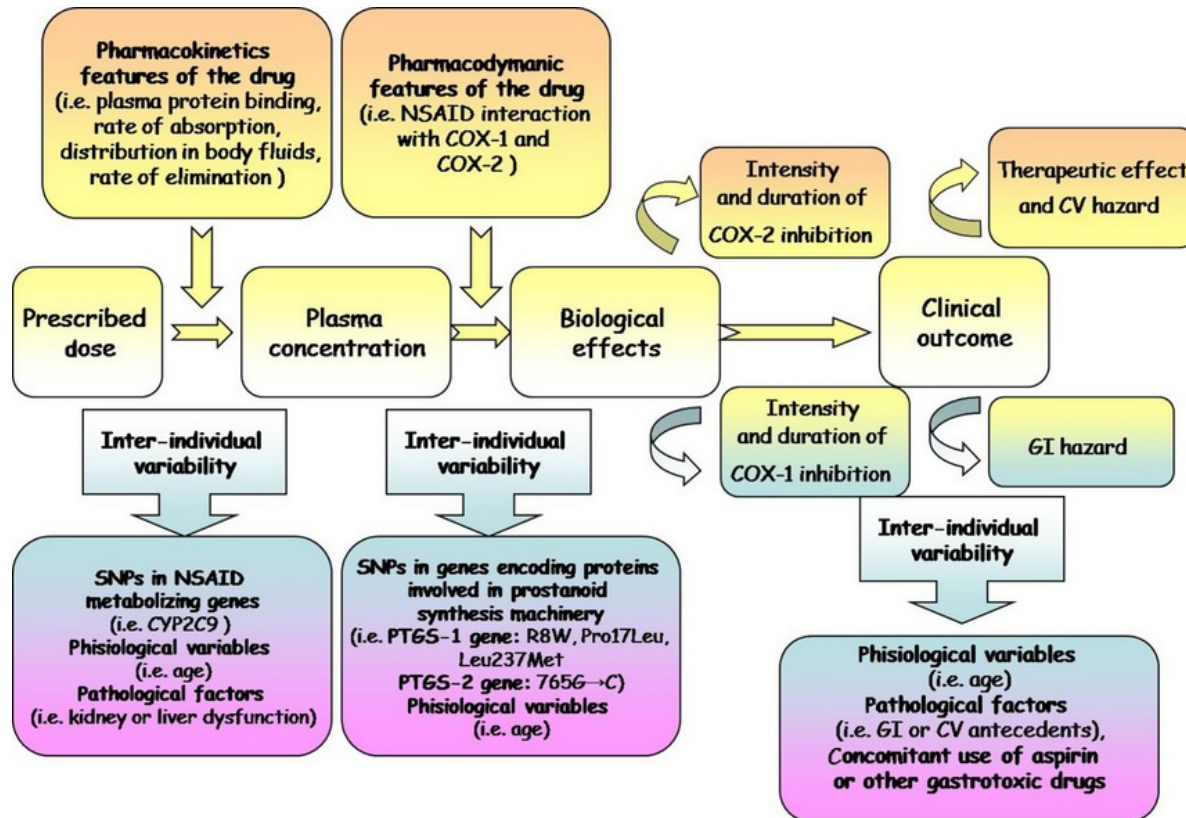 Pharmacokinetics
features of the drug
(i.e. plasma protein binding,
rate of absorption,
distribution in body fluids,
rate of elimination )
Pharmacodymanic
features of the drug
(i.e. NSAID interaction
with COX-1 and
COX-2 )
Intensity
and duration of
COX-2 inhibition
Therapeutic effect
and CV hazard
Prescribed
dose
Plasma
concentration
Biological
effects
Clinical
outcome
Inter-individual
variability
Inter-individual
variability
Intensity
and duration of
COX-1 inhibition
GI hazard
Inter-individual
variability
SNPs in NSAID
metabolizing genes
(i.e. CYP2C9 )
Phisiological variables
(i.e. age)
Pathological factors
(i.e. kidney or liver dysfunction)
SNPs in genes encoding proteins
involved in prostanoid
synthesis machinery
(i.e. PTGS-1 gene: R8W, Pro17Leu,
Leu237Met
PTGS-2 gene: 765G→C)
Phisiological variables
(i.e. age)
Phisiological variables
(i.e. age)
Pathological factors
(i.e. GI or CV antecedents),
Concomitant use of aspirin
or other gastrotoxic drugs